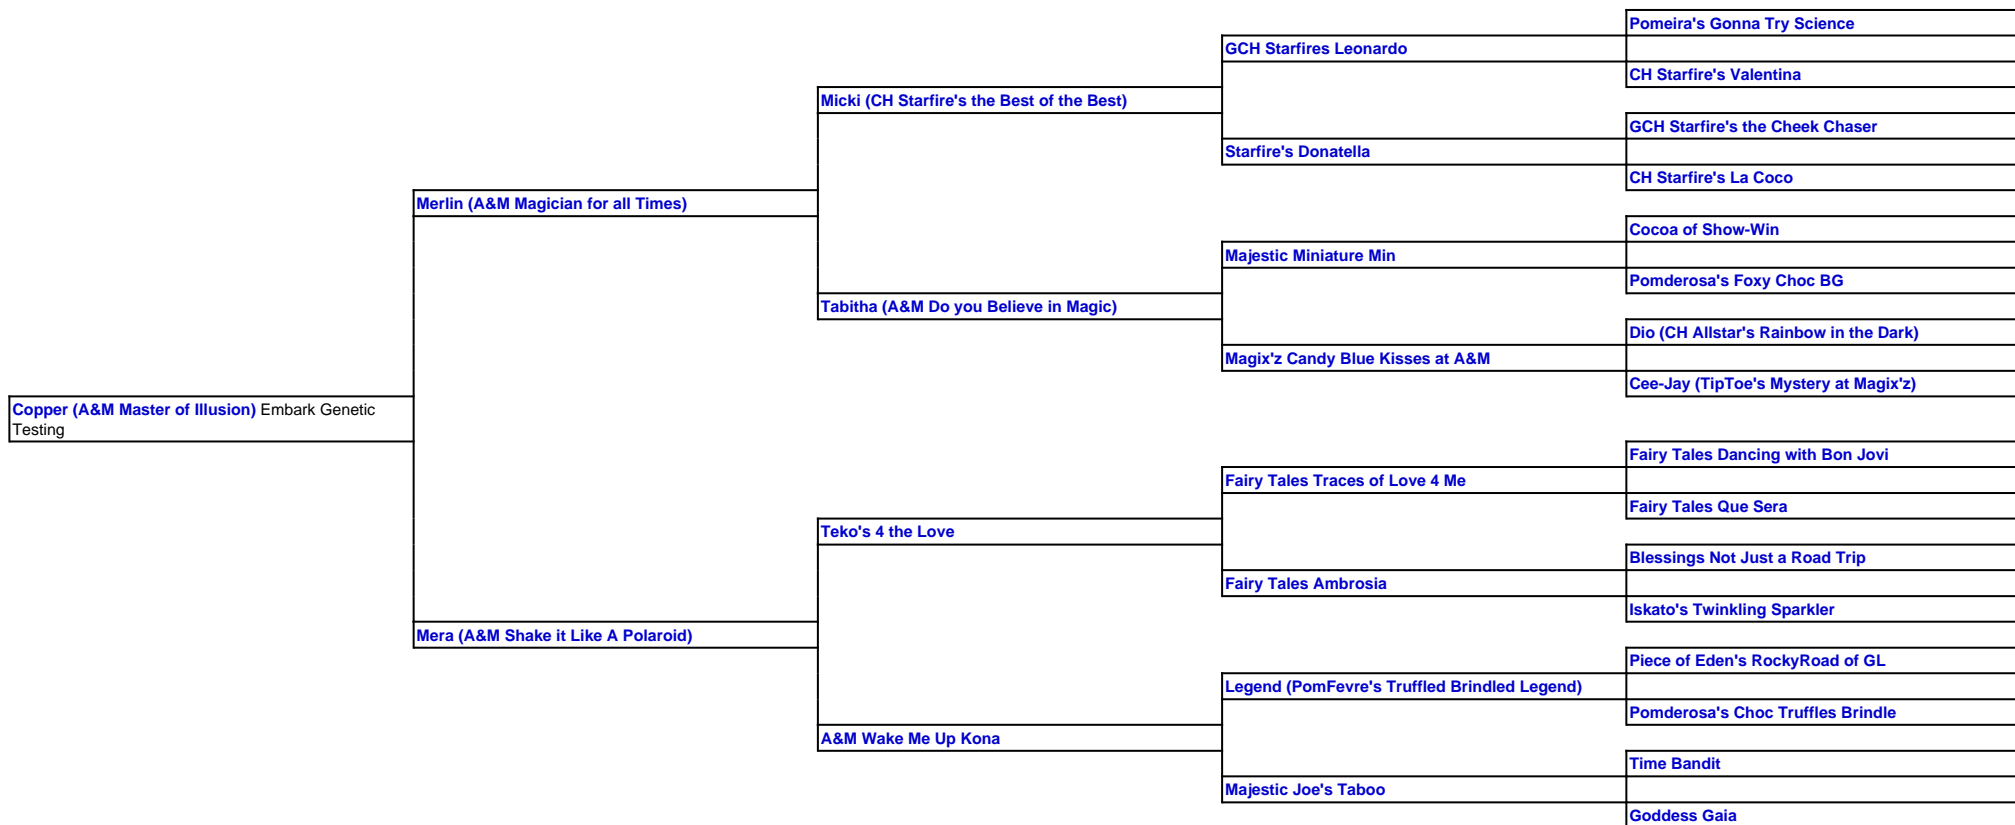 Pomeira's Gonna Try Science
GCH Starfires Leonardo
CH Starfire's Valentina
Micki (CH Starfire's the Best of the Best)
GCH Starfire's the Cheek Chaser
Starfire's Donatella
CH Starfire's La Coco
Merlin (A&M Magician for all Times)
Cocoa of Show-Win
Majestic Miniature Min
Pomderosa's Foxy Choc BG
Tabitha (A&M Do you Believe in Magic)
Dio (CH Allstar's Rainbow in the Dark)
Magix'z Candy Blue Kisses at A&M
Cee-Jay (TipToe's Mystery at Magix'z)
Copper (A&M Master of Illusion) Embark Genetic
Testing
Fairy Tales Dancing with Bon Jovi
Fairy Tales Traces of Love 4 Me
Fairy Tales Que Sera
Teko's 4 the Love
Blessings Not Just a Road Trip
Fairy Tales Ambrosia
Iskato's Twinkling Sparkler
Mera (A&M Shake it Like A Polaroid)
Piece of Eden's RockyRoad of GL
Legend (PomFevre's Truffled Brindled Legend)
Pomderosa's Choc Truffles Brindle
A&M Wake Me Up Kona
Time Bandit
Majestic Joe's Taboo
Goddess Gaia